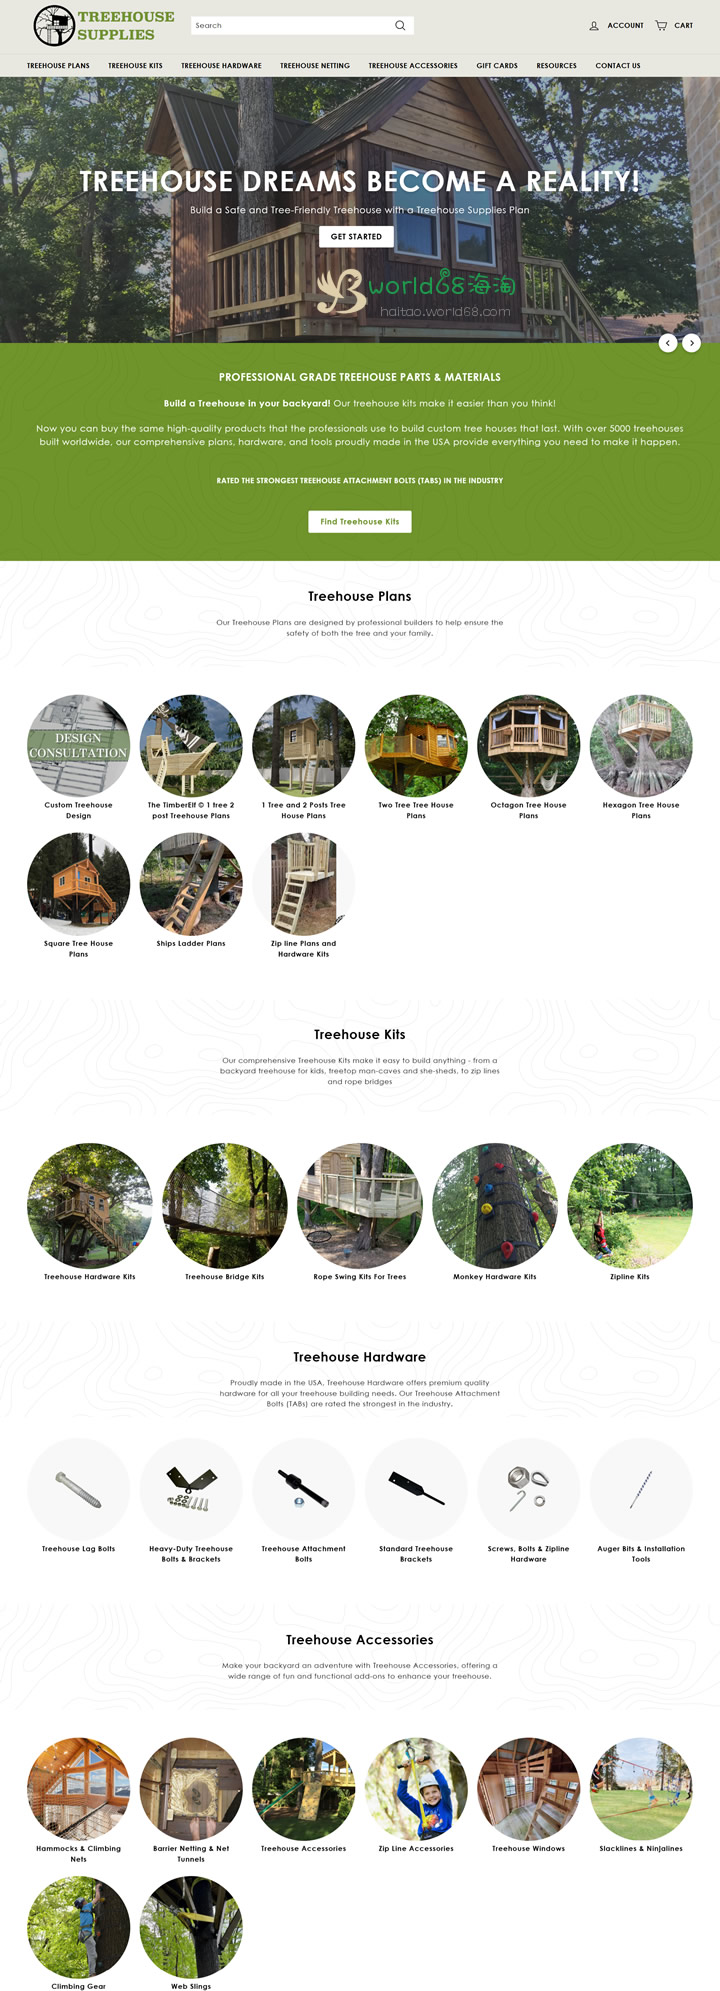 TREEHOUSE
SUPPLIES
Search
ACCOUNT
CART
TREEHOUSE PLANS
TREEHOUSE KITS
TREEHOUSE HARDWARE
TREEHOUSE NETTING
TREEHOUSE ACCESSORIES
GIFT CARDS
RESOURCES
CONTACT US
TREEHOUSE DREAMS BECOME A REALITY!
Build a Safe and Tree-Friendly Treehouse with a Treehouse Supplies Plan
GET STARTED
world68海淘
haitao.world68.com
PROFESSIONAL GRADE TREEHOUSE PARTS & MATERIALS
Build a Treehouse in your backyard! Our treehouse kits make it easier than you think!
Now you can buy the same high-quality products that the professionals use to build custom tree houses that last. With over 5000 treehouses
built worldwide, our comprehensive plans, hardware, and tools proudly made in the USA provide everything you need to make it happen.
RATED THE STRONGEST TREEHOUSE ATTACHMENT BOLTS (TABS) IN THE INDUSTRY
Find Treehouse Kits
Treehouse Plans
Our Treehouse Plans are designed by professional builders to help ensure the
safety of both the tree and your family.
DESIGN
CONSULTATION
Custom Treehouse
Design
The TimberElf © 1 tree 2
post Treehouse Plans
1 Tree and 2 Posts Tree
House Plans
Two Tree Tree House
Plans
Octagon Tree House
Plans
Hexagon Tree House
Plans
Square Tree House
Plans
Ships Ladder Plans
Zip line Plans and
Hardware Kits
Treehouse Kits
Our comprehensive Treehouse Kits make it easy to build anything - from a
backyard treehouse for kids, treetop man-caves and she-sheds, to zip lines
and rope bridges
Treehouse Hardware Kits
Treehouse Bridge Kits
Rope Swing Kits For Trees
Monkey Hardware Kits
Zipline Kits
Treehouse Hardware
Proudly made in the USA, Treehouse Hardware offers premium quality
hardware for all your treehouse building needs. Our Treehouse Attachment
Bolts (TABs) are rated the strongest in the industry.
Treehouse Lag Bolts
Heavy-Duty Treehouse
Bolts & Brackets
Treehouse Attachment
Bolts
Standard Treehouse
Brackets
Screws, Bolts & Zipline
Hardware
Auger Bits & Installation
Tools
Treehouse Accessories
Make your backyard an adventure with Treehouse Accessories, offering a
wide range of fun and functional add-ons to enhance your treehouse.
Hammocks & Climbing
Nets
Barrier Netting & Net
Tunnels
Treehouse Accessories
Zip Line Accessories
Treehouse Windows
Slacklines & Ninjalines
Climbing Gear
Web Slings